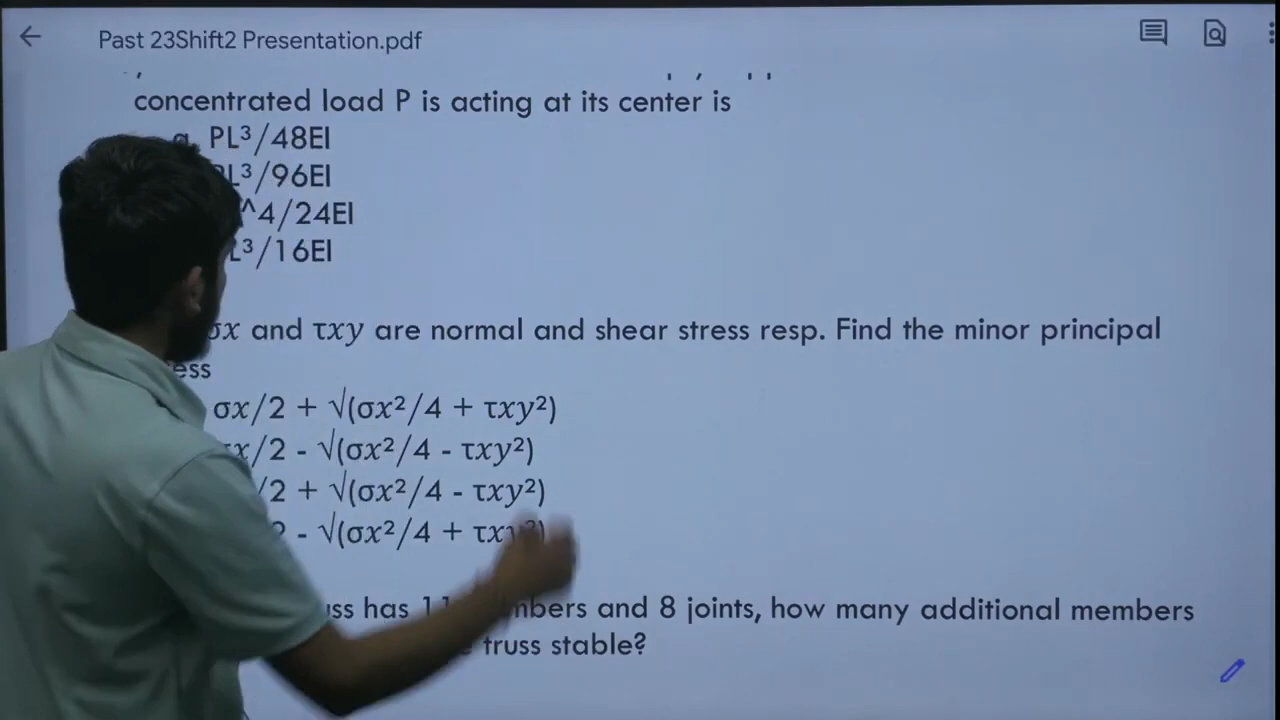 Past 23Shift2 Presentation.pdf
concentrated load P is acting at its center is
PL³/48EI
L³/96EI
^4/24EI
L³/16EI
σx and τxy are normal and shear stress resp. Find the minor principal
ess
σx/2 + √(σx²/4 + τxy²)
x/2 - √(σx²/4 - τxy²)
/2 + √(σx²/4 - τxy²)
- √(σx²/4 + τxy²)
has 11 members and 8 joints, how many additional members
truss stable?